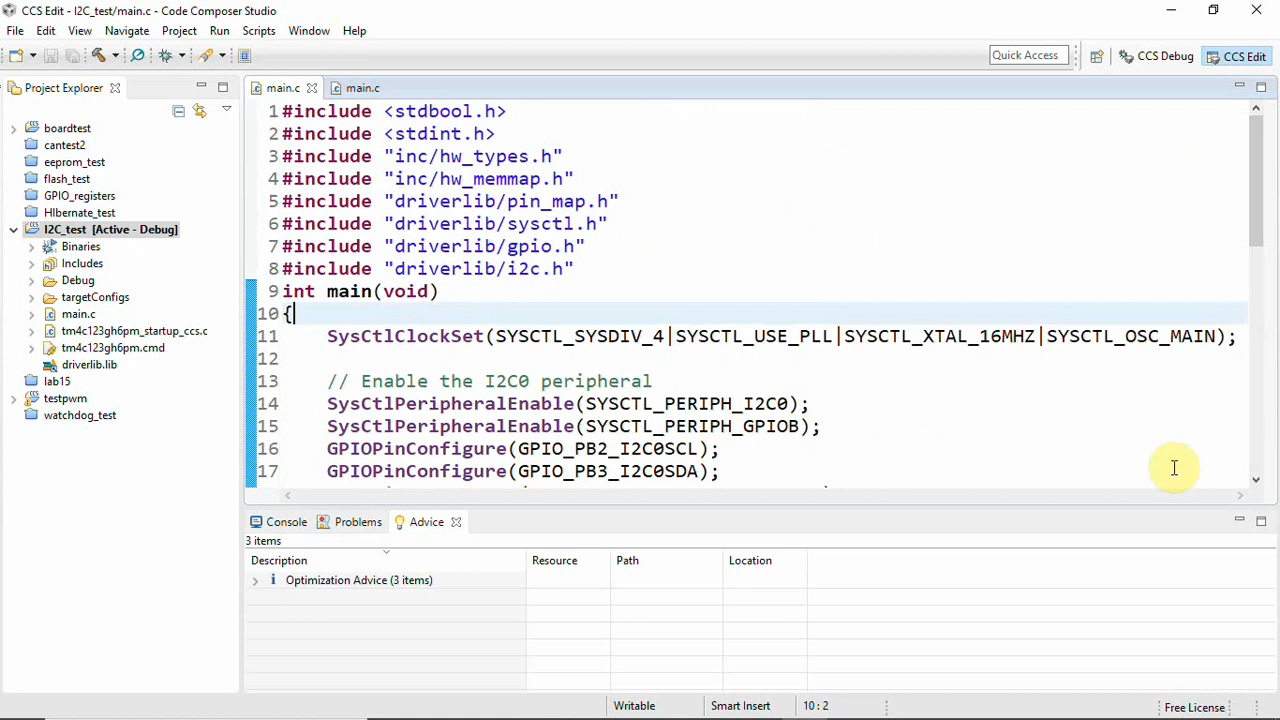 CCS Edit - I2C_test/main.c - Code Composer Studio
File Edit View Navigate Project Run Scripts Window Help
Quick Access CCS Debug CCS Edit
Project Explorer
boardtest
cantest2
eeprom_test
flash_test
GPIO_registers
HIbernate_test
I2C_test [Active - Debug]
Binaries
Includes
Debug
targetConfigs
main.c
tm4c123gh6pm_startup_ccs.c
tm4c123gh6pm.cmd
driverlib.lib
lab15
testpwm
watchdog_test
main.c main.c
1 #include <stdbool.h>
2 #include <stdint.h>
3 #include "inc/hw_types.h"
4 #include "inc/hw_memmap.h"
5 #include "driverlib/pin_map.h"
6 #include "driverlib/sysctl.h"
7 #include "driverlib/gpio.h"
8 #include "driverlib/i2c.h"
9 int main(void)
10 {
11 SysCtlClockSet(SYSCTL_SYSDIV_4|SYSCTL_USE_PLL|SYSCTL_XTAL_16MHZ|SYSCTL_OSC_MAIN);
12
13 // Enable the I2C0 peripheral
14 SysCtlPeripheralEnable(SYSCTL_PERIPH_I2C0);
15 SysCtlPeripheralEnable(SYSCTL_PERIPH_GPIOB);
16 GPIOPinConfigure(GPIO_PB2_I2C0SCL);
17 GPIOPinConfigure(GPIO_PB3_I2C0SDA);
Console Problems Advice
3 items
Description Resource Path Location
Optimization Advice (3 items)
Writable Smart Insert 10 : 2 Free License